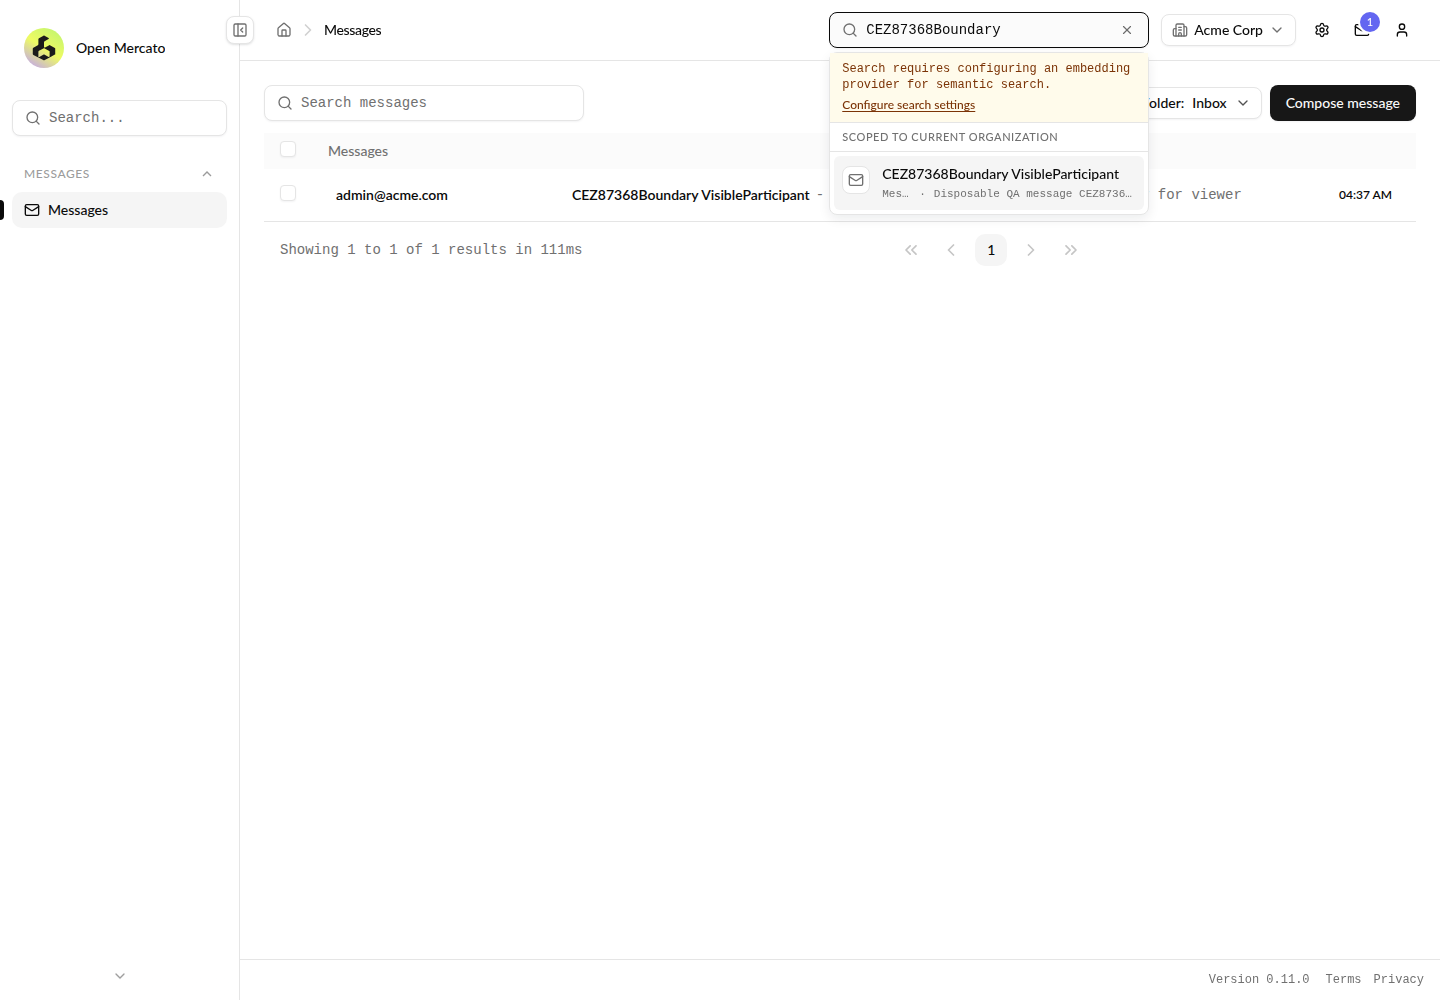 Open Mercato
Search...
MESSAGES
Messages
Messages
CEZ87368Boundary
Acme Corp
1
Search requires configuring an embedding
provider for semantic search.
Configure search settings
SCOPED TO CURRENT ORGANIZATION
CEZ87368Boundary VisibleParticipant
Mes… · Disposable QA message CEZ8736…
Search messages
older: Inbox
Compose message
Messages
admin@acme.com CEZ87368Boundary VisibleParticipant - for viewer 04:37 AM
Showing 1 to 1 of 1 results in 111ms
1
Version 0.11.0 Terms Privacy